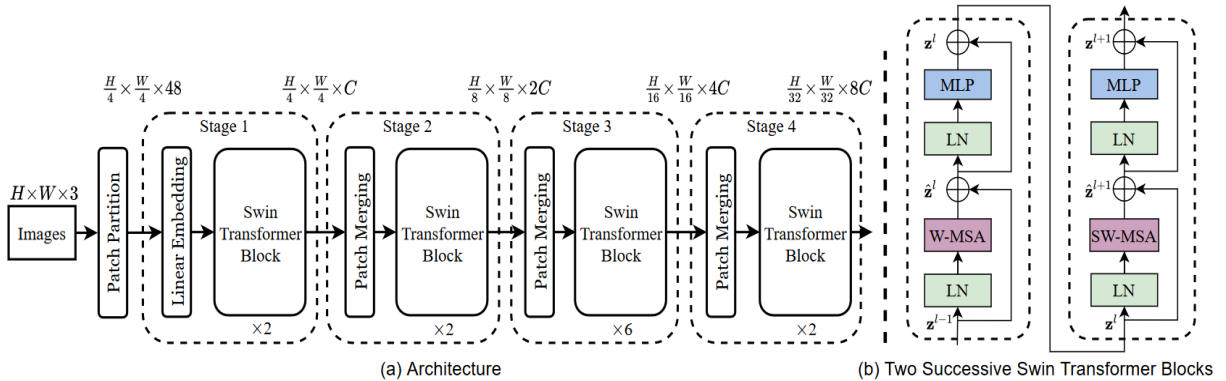 H×W×3
Images
H/4 × W/4 × 48
Patch Partition
H/4 × W/4 × C
Stage 1
Linear Embedding
Swin
Transformer
Block
×2
H/8 × W/8 × 2C
Stage 2
Patch Merging
Swin
Transformer
Block
×2
H/16 × W/16 × 4C
Stage 3
Patch Merging
Swin
Transformer
Block
×6
H/32 × W/32 × 8C
Stage 4
Patch Merging
Swin
Transformer
Block
×2
(a) Architecture
z^l
MLP
LN
ẑ^l
W-MSA
LN
z^{l−1}
z^{l+1}
MLP
LN
ẑ^{l+1}
SW-MSA
LN
z^l
(b) Two Successive Swin Transformer Blocks